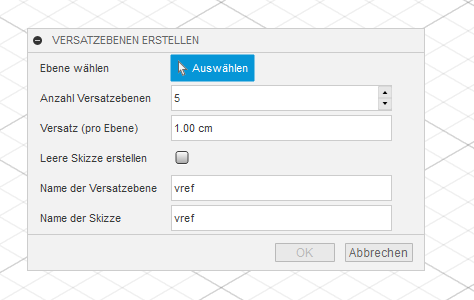 VERSATZEBENEN ERSTELLEN
Ebene wählen Auswählen
Anzahl Versatzebenen 5
Versatz (pro Ebene) 1.00 cm
Leere Skizze erstellen
Name der Versatzebene vref
Name der Skizze vref
OK Abbrechen